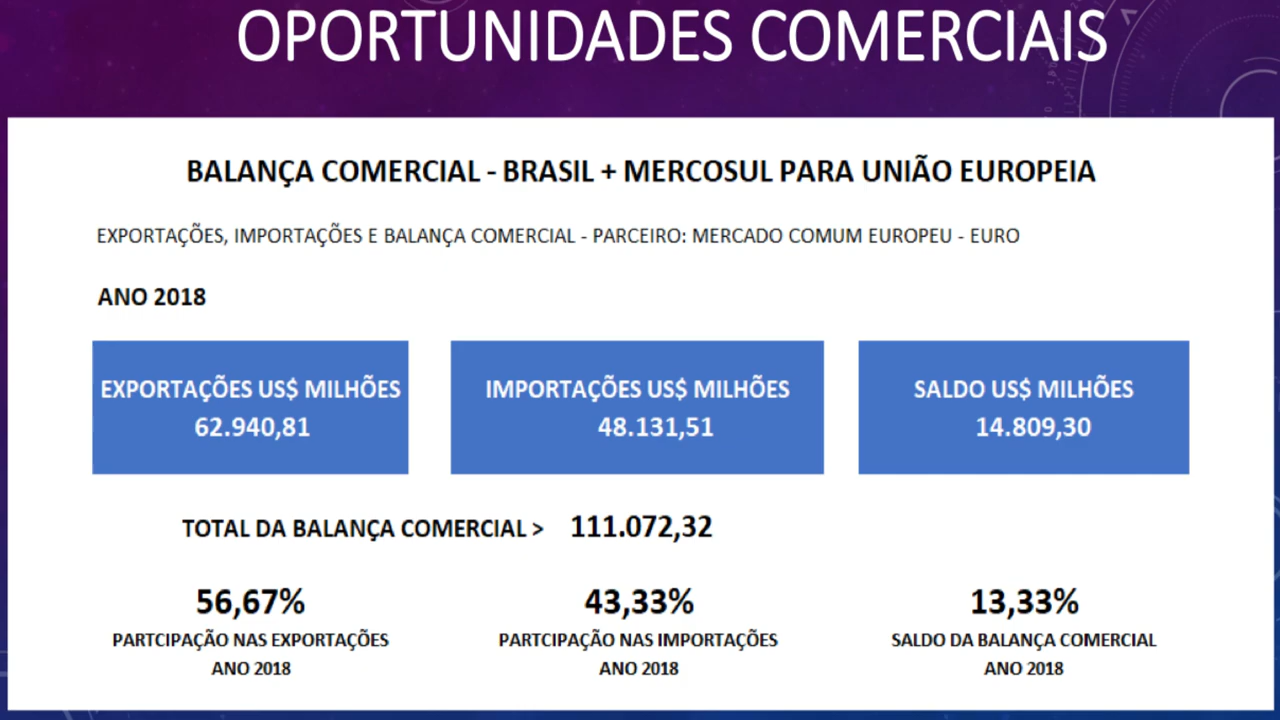 OPORTUNIDADES COMERCIAIS
BALANÇA COMERCIAL - BRASIL + MERCOSUL PARA UNIÃO EUROPEIA
EXPORTAÇÕES, IMPORTAÇÕES E BALANÇA COMERCIAL - PARCEIRO: MERCADO COMUM EUROPEU - EURO
ANO 2018
EXPORTAÇÕES US$ MILHÕES
62.940,81
IMPORTAÇÕES US$ MILHÕES
48.131,51
SALDO US$ MILHÕES
14.809,30
TOTAL DA BALANÇA COMERCIAL > 111.072,32
56,67%
PARTCIPAÇÃO NAS EXPORTAÇÕES
ANO 2018
43,33%
PARTCIPAÇÃO NAS IMPORTAÇÕES
ANO 2018
13,33%
SALDO DA BALANÇA COMERCIAL
ANO 2018